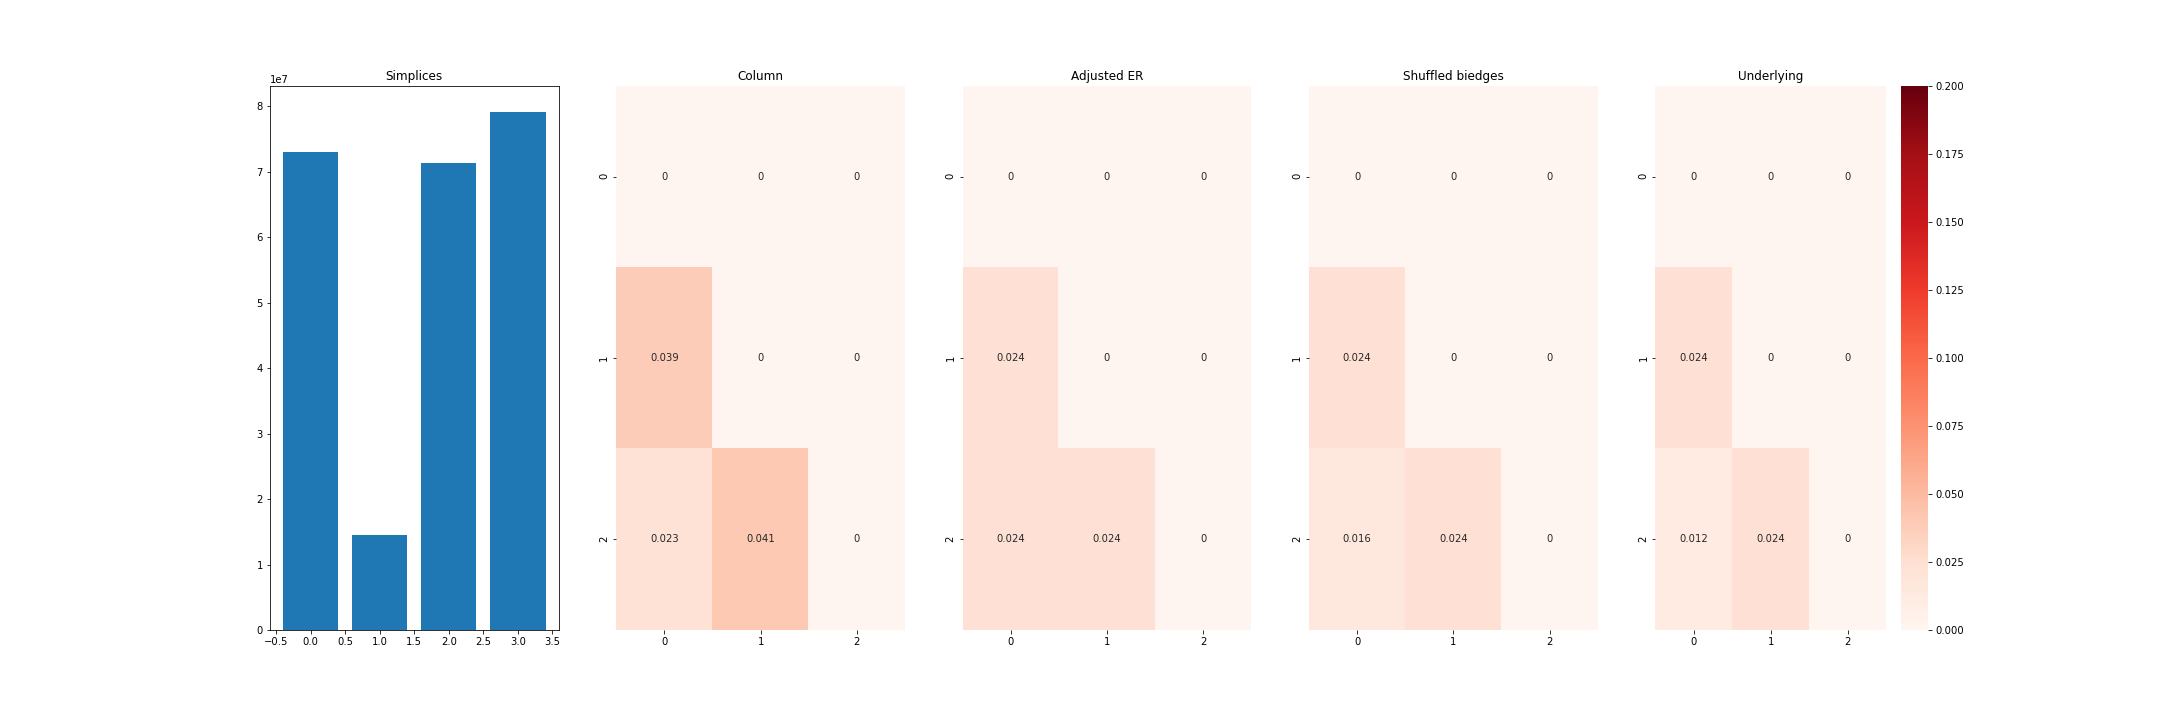 Simplices
1e7
8
7
6
5
4
3
2
1
0
−0.5 0.0 0.5 1.0 1.5 2.0 2.5 3.0 3.5
Column
0 0 0 0
1 0.039 0 0
2 0.023 0.041 0
0 1 2
Adjusted ER
0 0 0 0
1 0.024 0 0
2 0.024 0.024 0
0 1 2
Shuffled biedges
0 0 0 0
1 0.024 0 0
2 0.016 0.024 0
0 1 2
Underlying
0 0 0 0
1 0.024 0 0
2 0.012 0.024 0
0 1 2
0.200
0.175
0.150
0.125
0.100
0.075
0.050
0.025
0.000